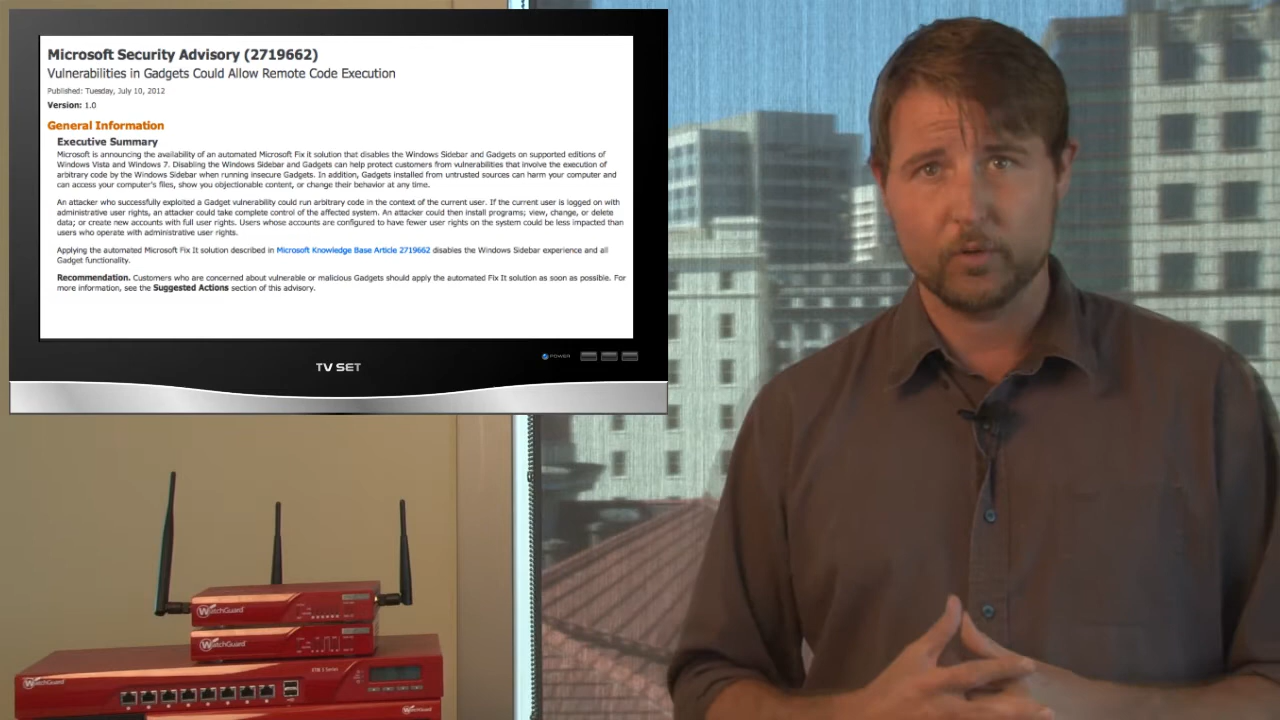 Microsoft Security Advisory (2719662)
Vulnerabilities in Gadgets Could Allow Remote Code Execution
Published: Tuesday, July 10, 2012
Version: 1.0
General Information
Executive Summary
Microsoft is announcing the availability of an automated Microsoft Fix it solution that disables the Windows Sidebar and Gadgets on supported editions of
Windows Vista and Windows 7. Disabling the Windows Sidebar and Gadgets can help protect customers from vulnerabilities that involve the execution of
arbitrary code by the Windows Sidebar when running insecure Gadgets. In addition, Gadgets installed from untrusted sources can harm your computer and
can access your computer's files, show you objectionable content, or change their behavior at any time.
An attacker who successfully exploited a Gadget vulnerability could run arbitrary code in the context of the current user. If the current user is logged on with
administrative user rights, an attacker could take complete control of the affected system. An attacker could then install programs; view, change, or delete
data; or create new accounts with full user rights. Users whose accounts are configured to have fewer user rights on the system could be less impacted than
users who operate with administrative user rights.
Applying the automated Microsoft Fix It solution described in Microsoft Knowledge Base Article 2719662 disables the Windows Sidebar experience and all
Gadget functionality.
Recommendation. Customers who are concerned about vulnerable or malicious Gadgets should apply the automated Fix It solution as soon as possible. For
more information, see the Suggested Actions section of this advisory.
POWER
TV SET
WatchGuard
WatchGuard
WatchGuard
XTM 5 Series
WatchGuard